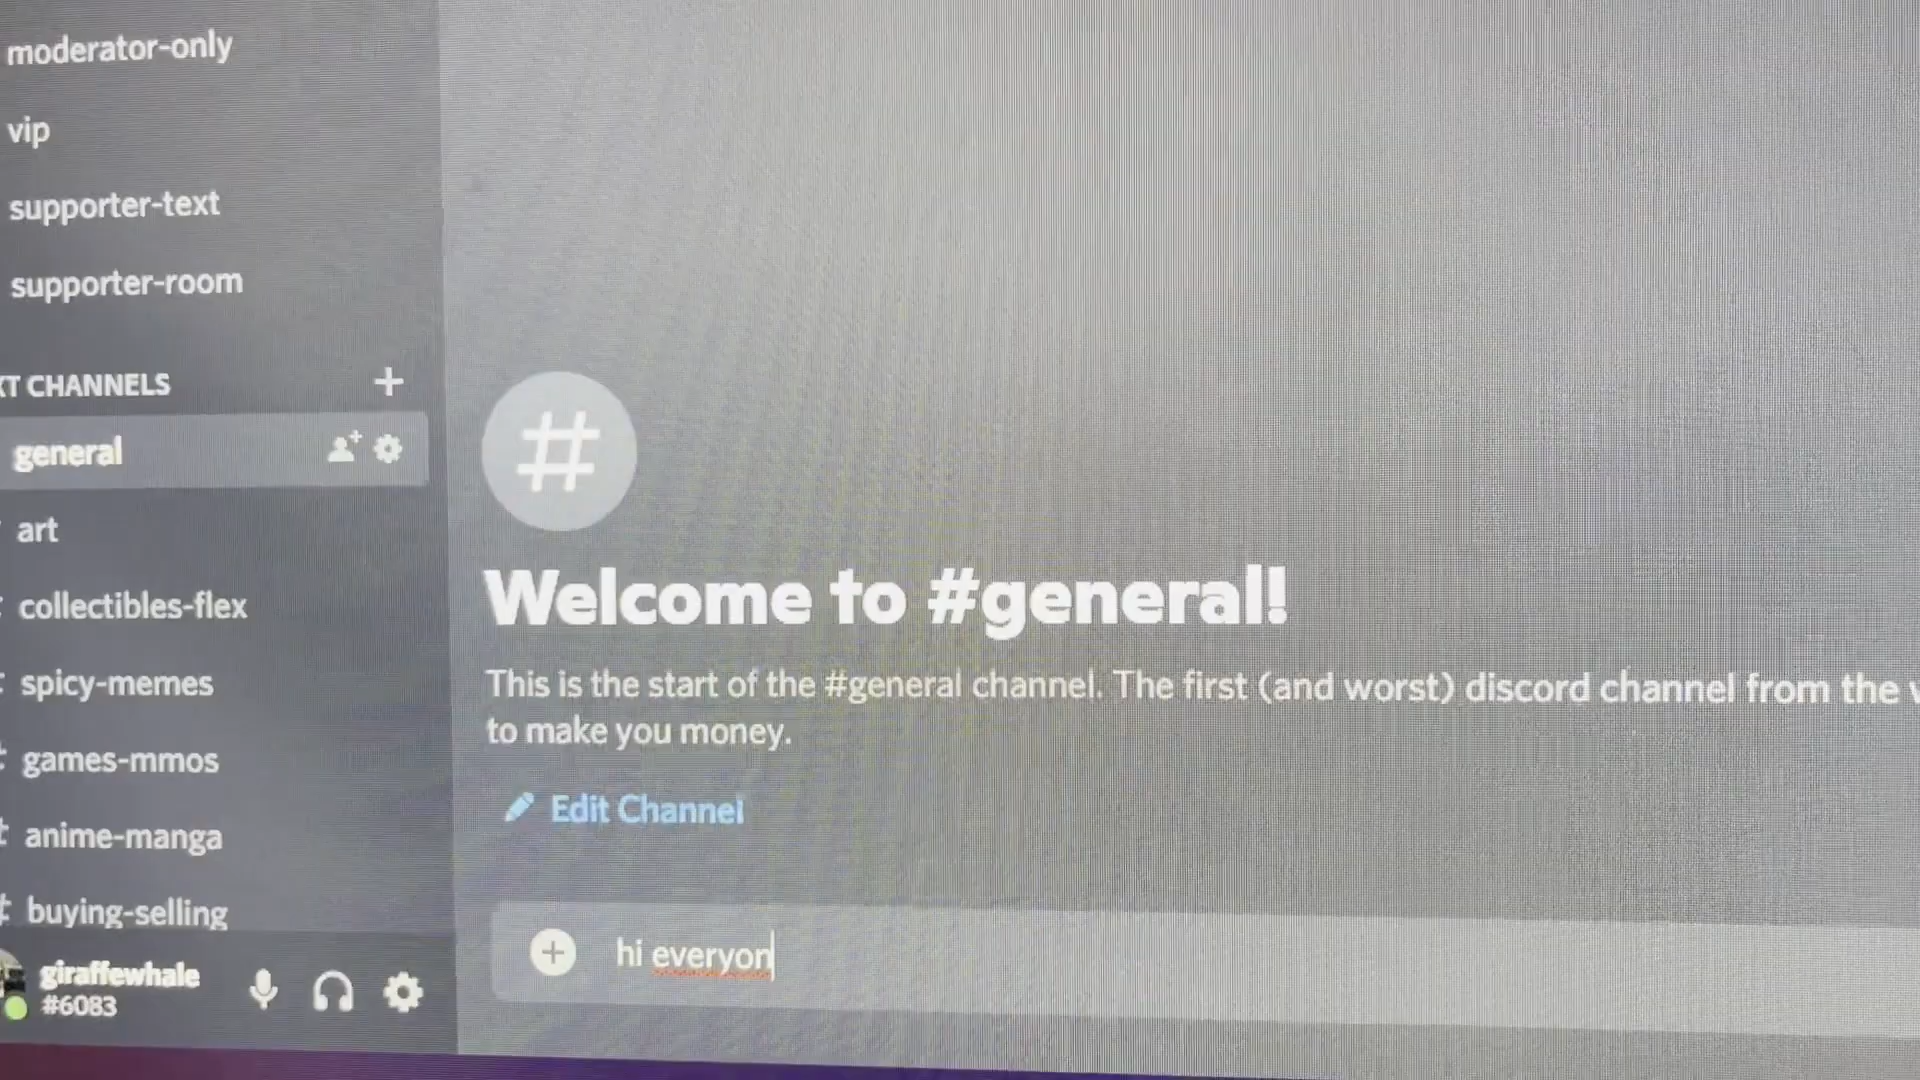 moderator-only
vip
supporter-text
supporter-room
XT CHANNELS
general
art
collectibles-flex
spicy-memes
games-mmos
anime-manga
# buying-selling
giraffewhale
#6083
#
Welcome to #general!
This is the start of the #general channel. The first (and worst) discord channel from the
to make you money.
Edit Channel
hi everyon